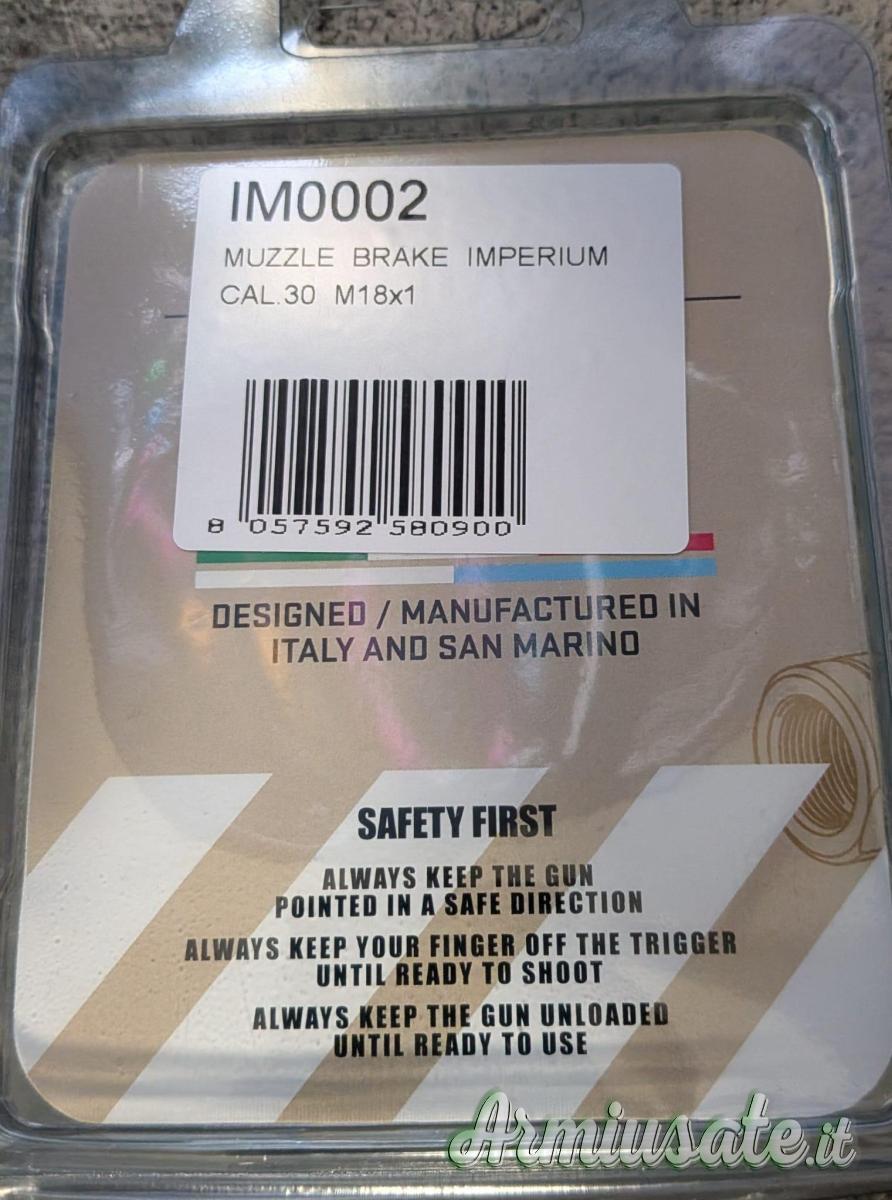 IM0002
MUZZLE BRAKE IMPERIUM
CAL.30 M18x1
8 057592 580900
DESIGNED / MANUFACTURED IN
ITALY AND SAN MARINO
SAFETY FIRST
ALWAYS KEEP THE GUN
POINTED IN A SAFE DIRECTION
ALWAYS KEEP YOUR FINGER OFF THE TRIGGER
UNTIL READY TO SHOOT
ALWAYS KEEP THE GUN UNLOADED
UNTIL READY TO USE
Armiusate.it